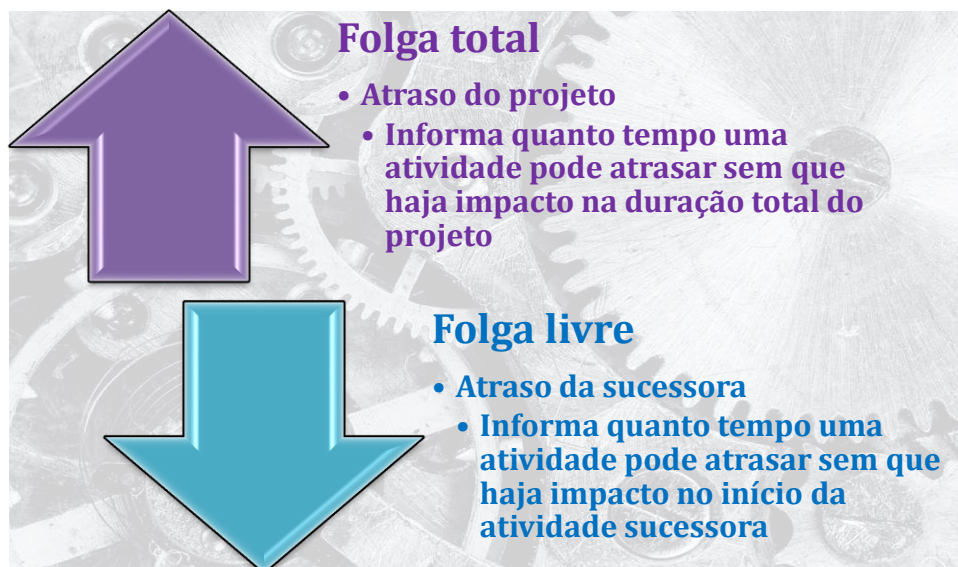 Folga total
• Atraso do projeto
• Informa quanto tempo uma
atividade pode atrasar sem que
haja impacto na duração total do
projeto
Folga livre
• Atraso da sucessora
• Informa quanto tempo uma
atividade pode atrasar sem que
haja impacto no início da
atividade sucessora